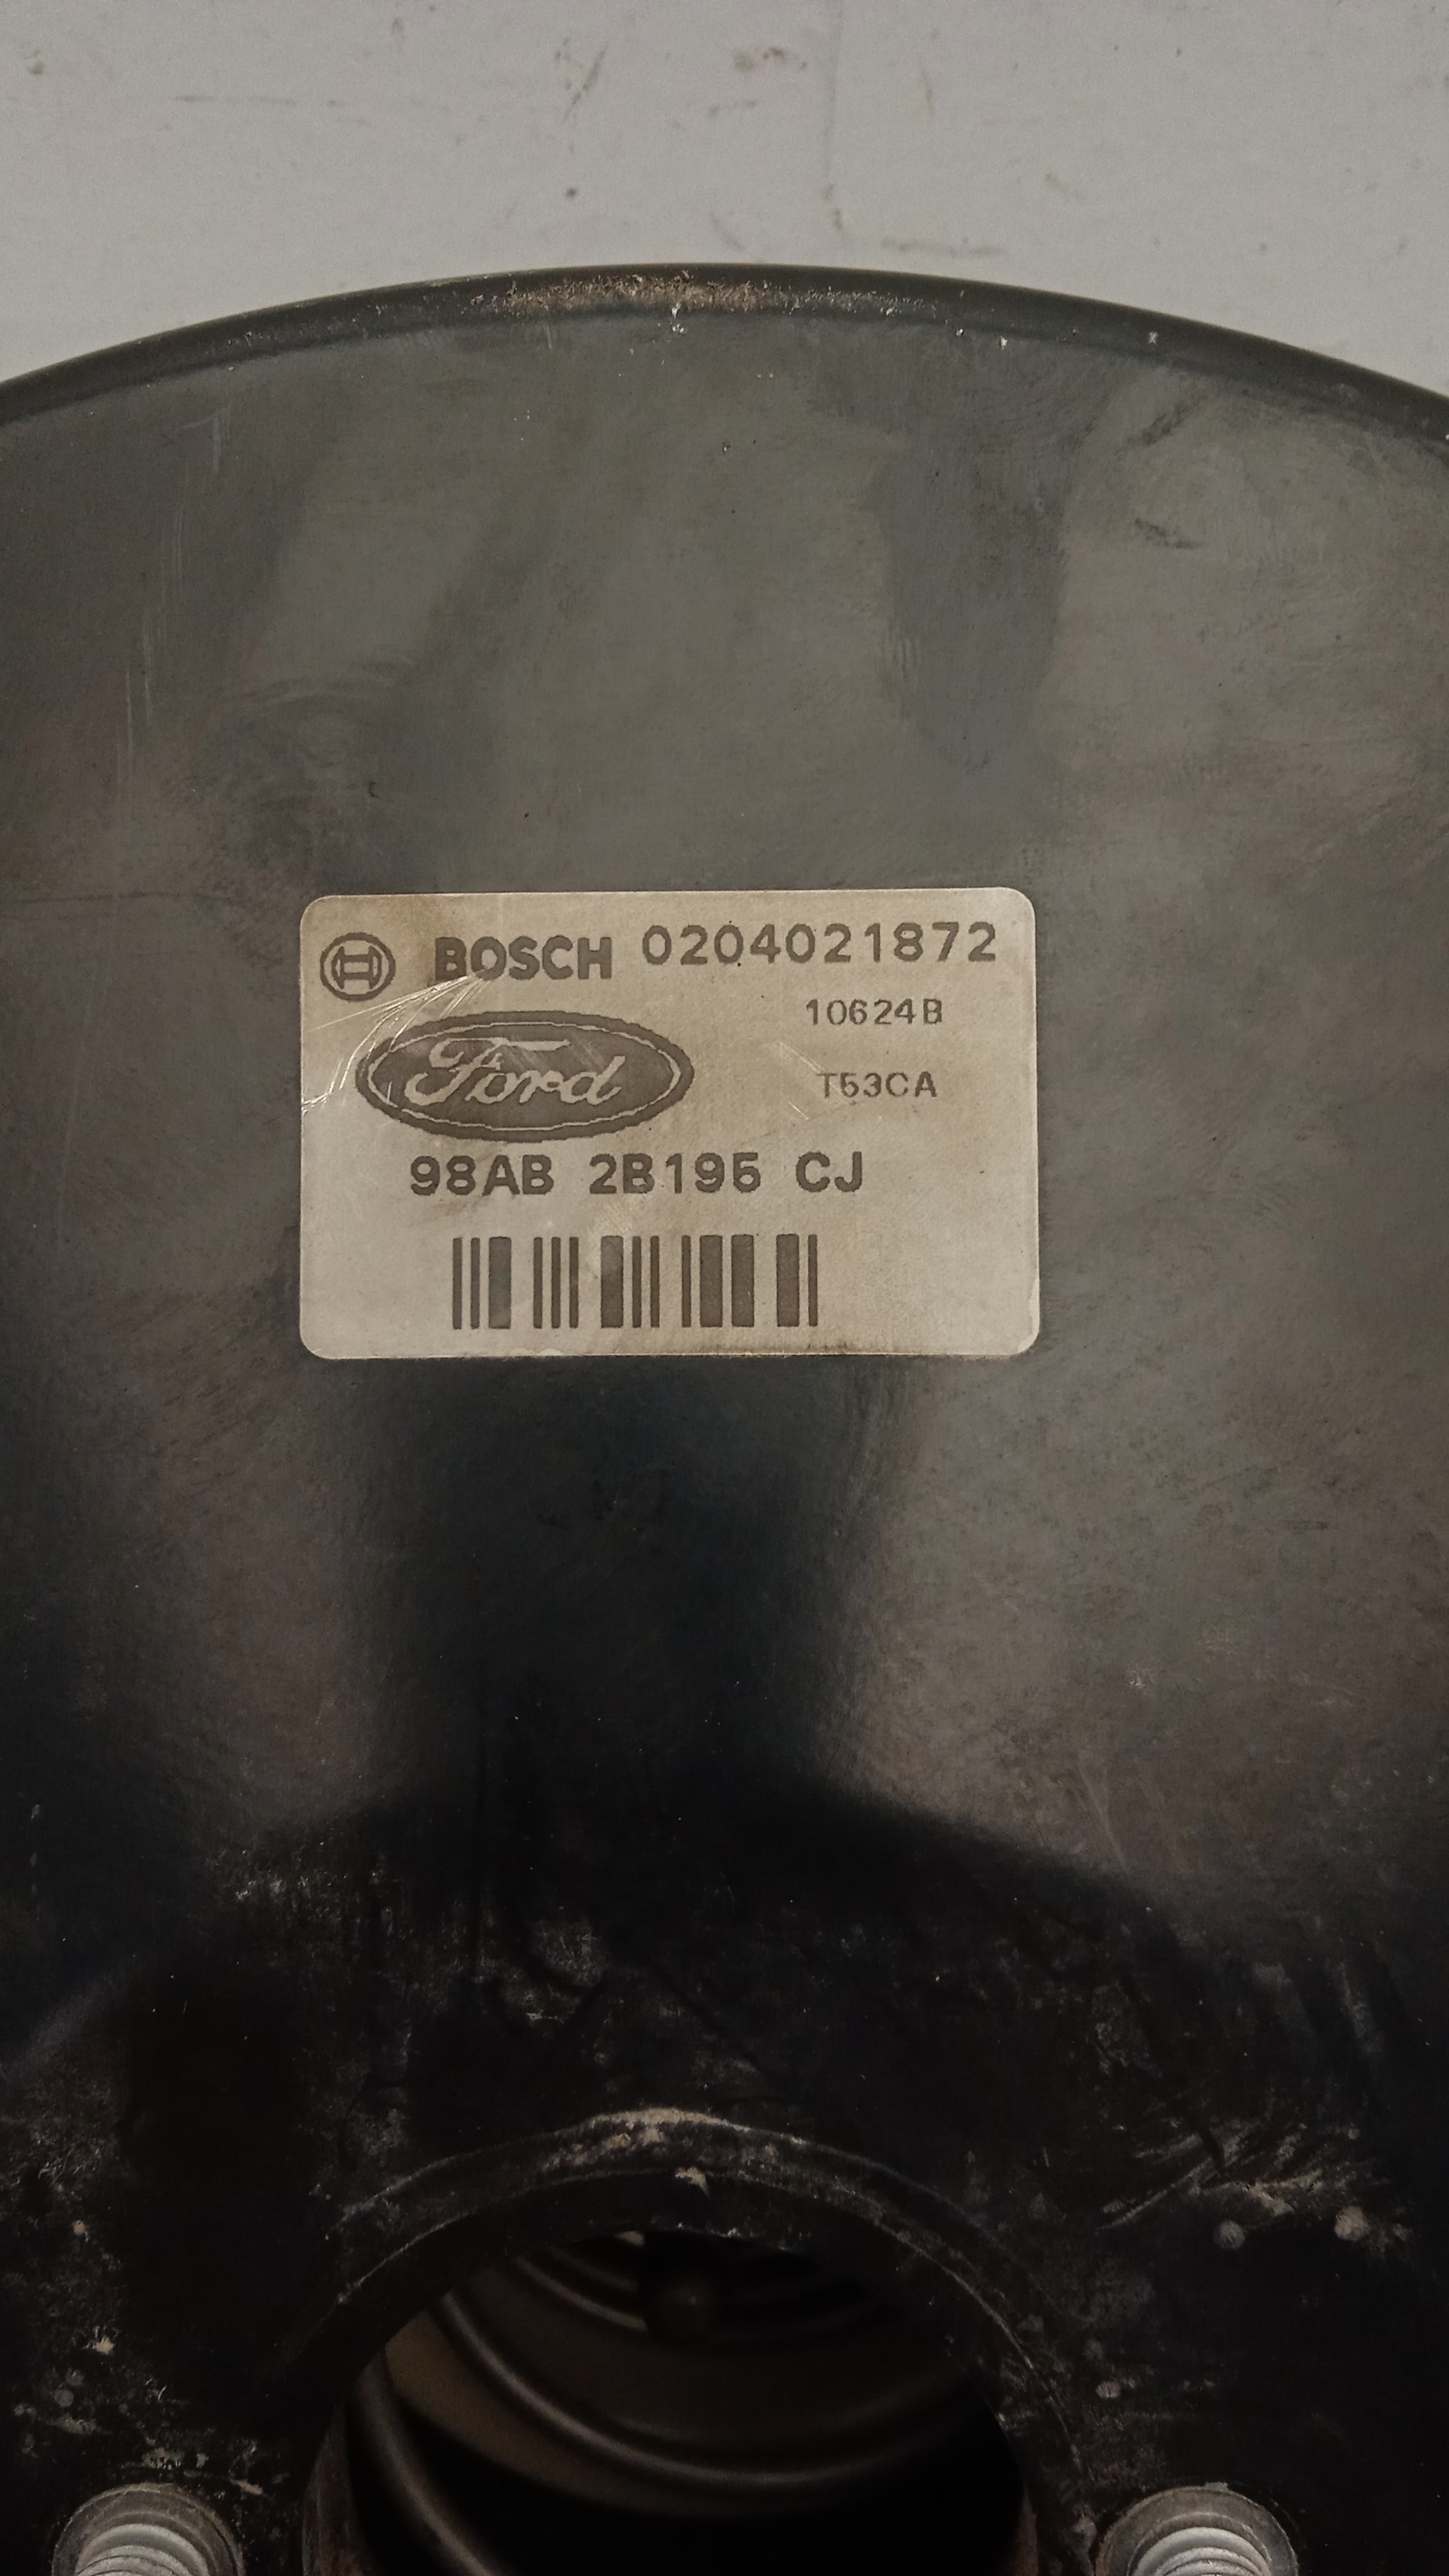 BOSCH 0204021872
10624B
Ford
T53CA
98AB 2B195 CJ